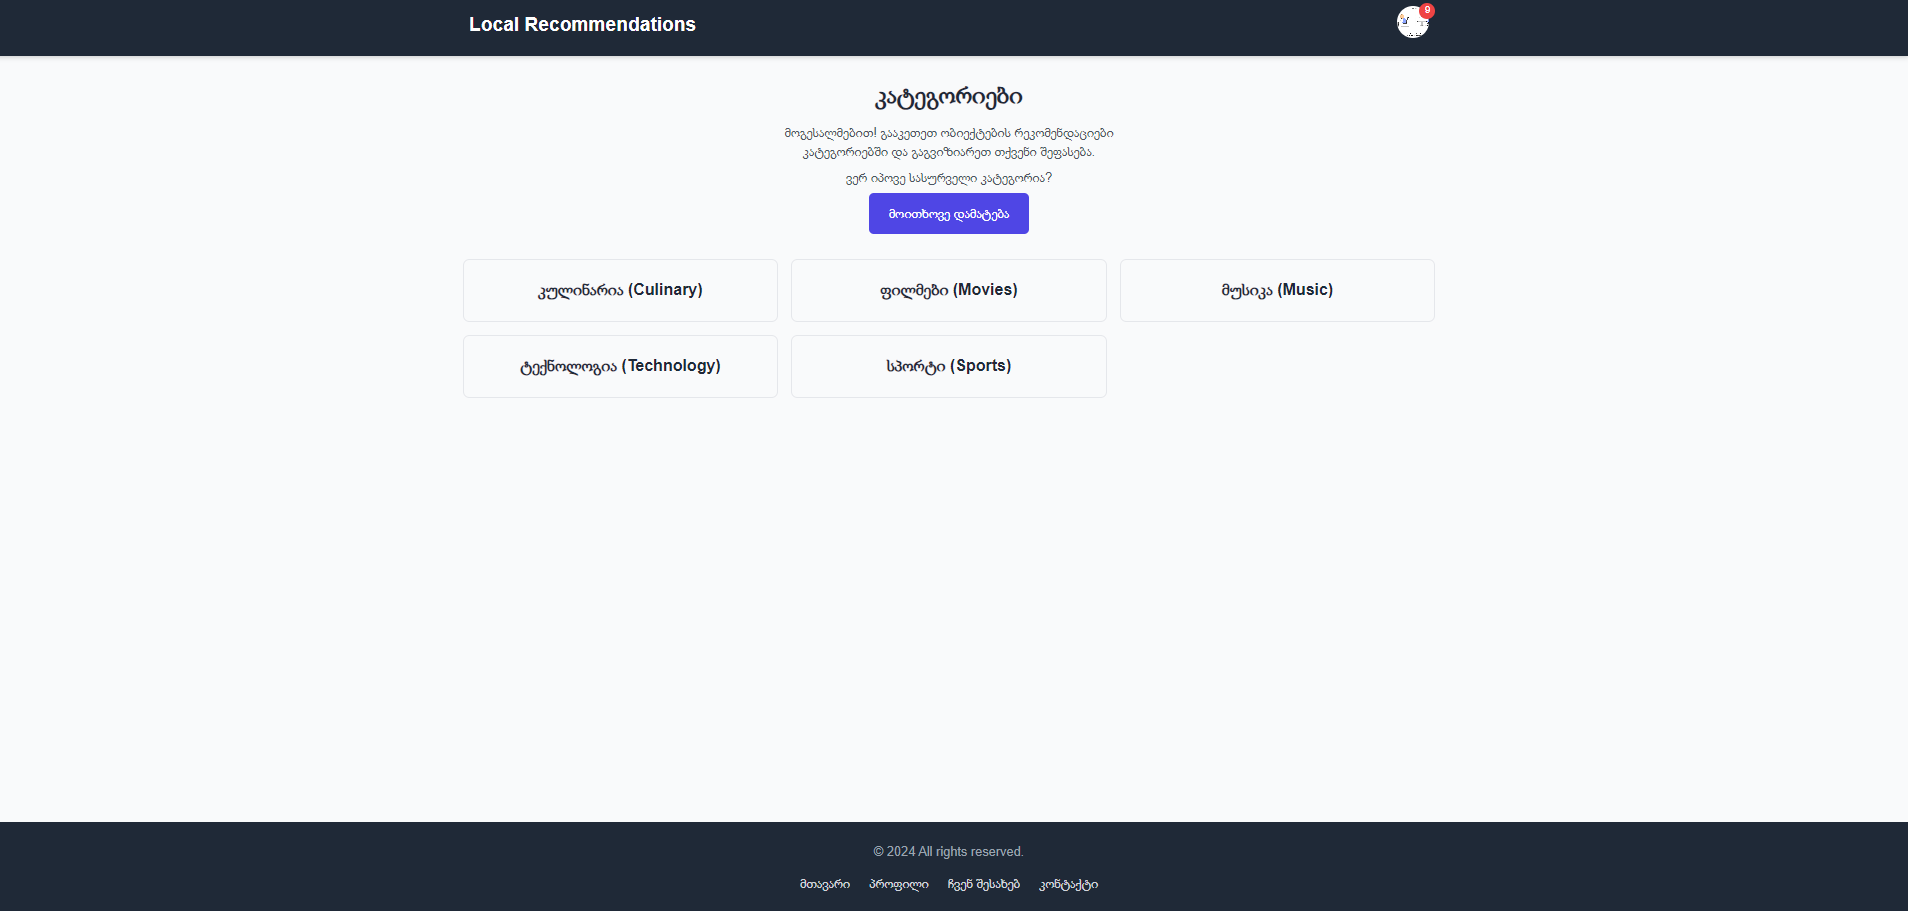 Local Recommendations
9
კატეგორიები
მოგესალმებით! გააკეთეთ ობიექტების რეკომენდაციები
კატეგორიებში და გაგვიზიარეთ თქვენი შეფასება.
ვერ იპოვე სასურველი კატეგორია?
მოითხოვე დამატება
კულინარია (Culinary)
ფილმები (Movies)
მუსიკა (Music)
ტექნოლოგია (Technology)
სპორტი (Sports)
© 2024 All rights reserved.
მთავარი პროფილი ჩვენ შესახებ კონტაქტი